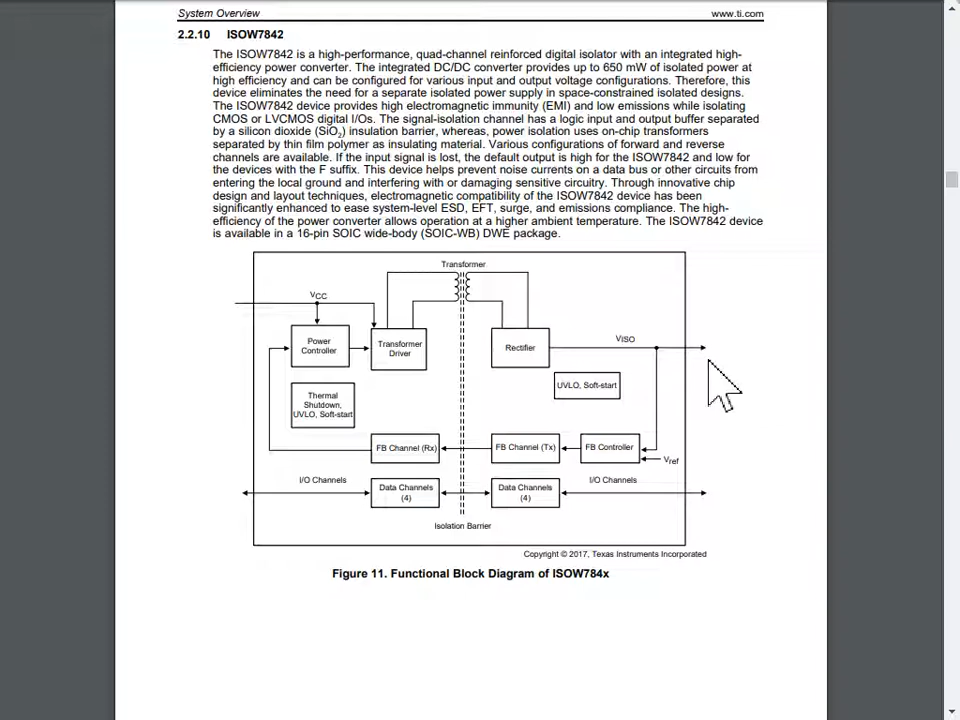 System Overview
www.ti.com
2.2.10 ISOW7842
The ISOW7842 is a high-performance, quad-channel reinforced digital isolator with an integrated high-
efficiency power converter. The integrated DC/DC converter provides up to 650 mW of isolated power at
high efficiency and can be configured for various input and output voltage configurations. Therefore, this
device eliminates the need for a separate isolated power supply in space-constrained isolated designs.
The ISOW7842 device provides high electromagnetic immunity (EMI) and low emissions while isolating
CMOS or LVCMOS digital I/Os. The signal-isolation channel has a logic input and output buffer separated
by a silicon dioxide (SiO2) insulation barrier, whereas, power isolation uses on-chip transformers
separated by thin film polymer as insulating material. Various configurations of forward and reverse
channels are available. If the input signal is lost, the default output is high for the ISOW7842 and low for
the devices with the F suffix. This device helps prevent noise currents on a data bus or other circuits from
entering the local ground and interfering with or damaging sensitive circuitry. Through innovative chip
design and layout techniques, electromagnetic compatibility of the ISOW7842 device has been
significantly enhanced to ease system-level ESD, EFT, surge, and emissions compliance. The high-
efficiency of the power converter allows operation at a higher ambient temperature. The ISOW7842 device
is available in a 16-pin SOIC wide-body (SOIC-WB) DWE package.
Transformer
VCC
Power
Controller
Transformer
Driver
Rectifier
VISO
Thermal
Shutdown,
UVLO, Soft-start
UVLO, Soft-start
FB Channel (Rx)
FB Channel (Tx)
FB Controller
Vref
I/O Channels
Data Channels
(4)
Data Channels
(4)
I/O Channels
Isolation Barrier
Copyright © 2017, Texas Instruments Incorporated
Figure 11. Functional Block Diagram of ISOW784x